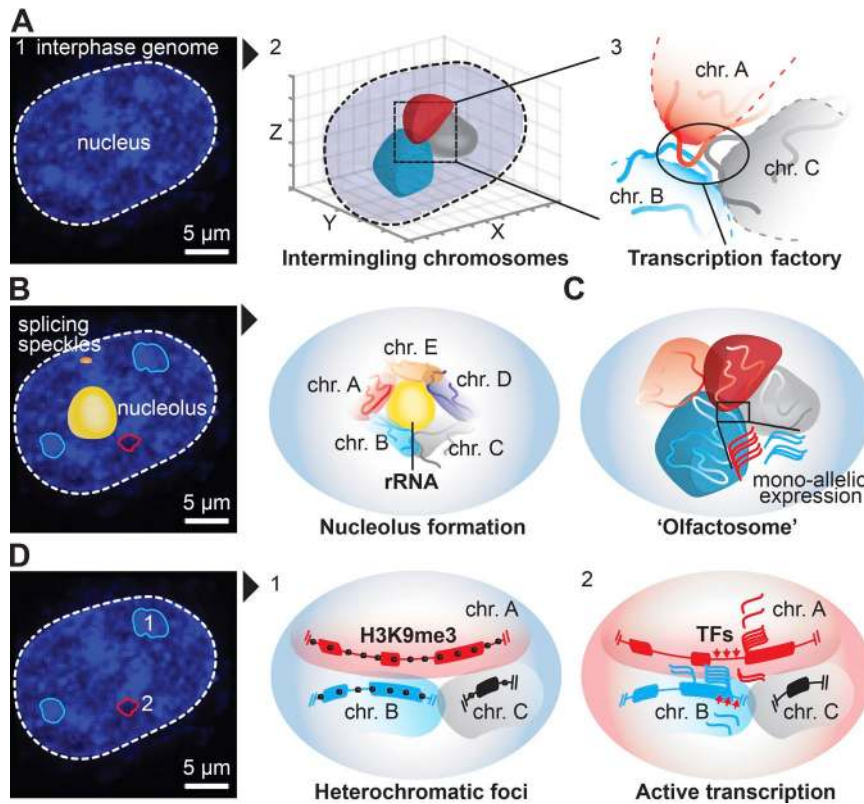 A
1 interphase genome
nucleus
5 µm
2
Z
Y
X
Intermingling chromosomes
3
chr. A
chr. B
chr. C
Transcription factory
B
splicing
speckles
nucleolus
5 µm
chr. E
chr. A
chr. D
chr. B
chr. C
rRNA
Nucleolus formation
C
mono-allelic
expression
'Olfactosome'
D
1
2
5 µm
1
chr. A
H3K9me3
chr. B
chr. C
Heterochromatic foci
2
chr. A
TFs
chr. B
chr. C
Active transcription